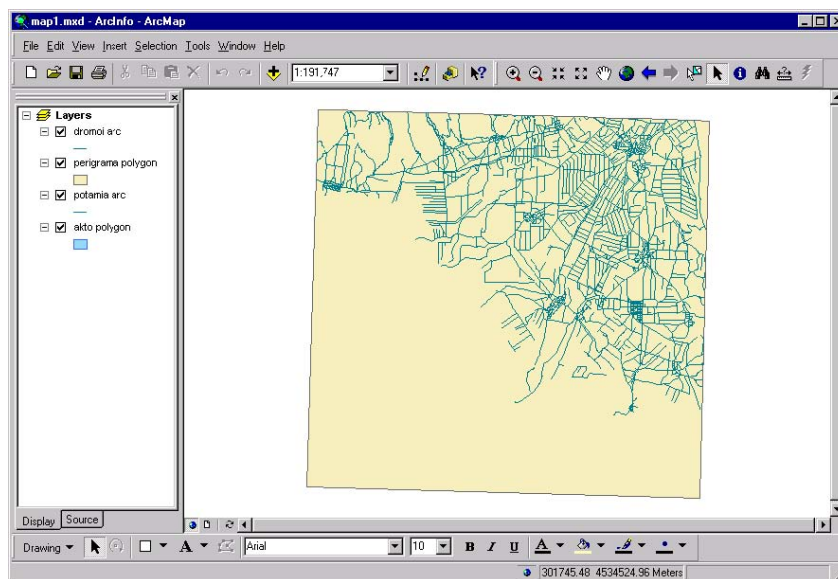 map1.mxd - ArcInfo - ArcMap
File Edit View Insert Selection Tools Window Help
1:191,747
Layers
dromoi arc
perigrama polygon
potamia arc
akto polygon
Display Source
Drawing A Arial 10 B I U A
301745.48 4534524.96 Meters